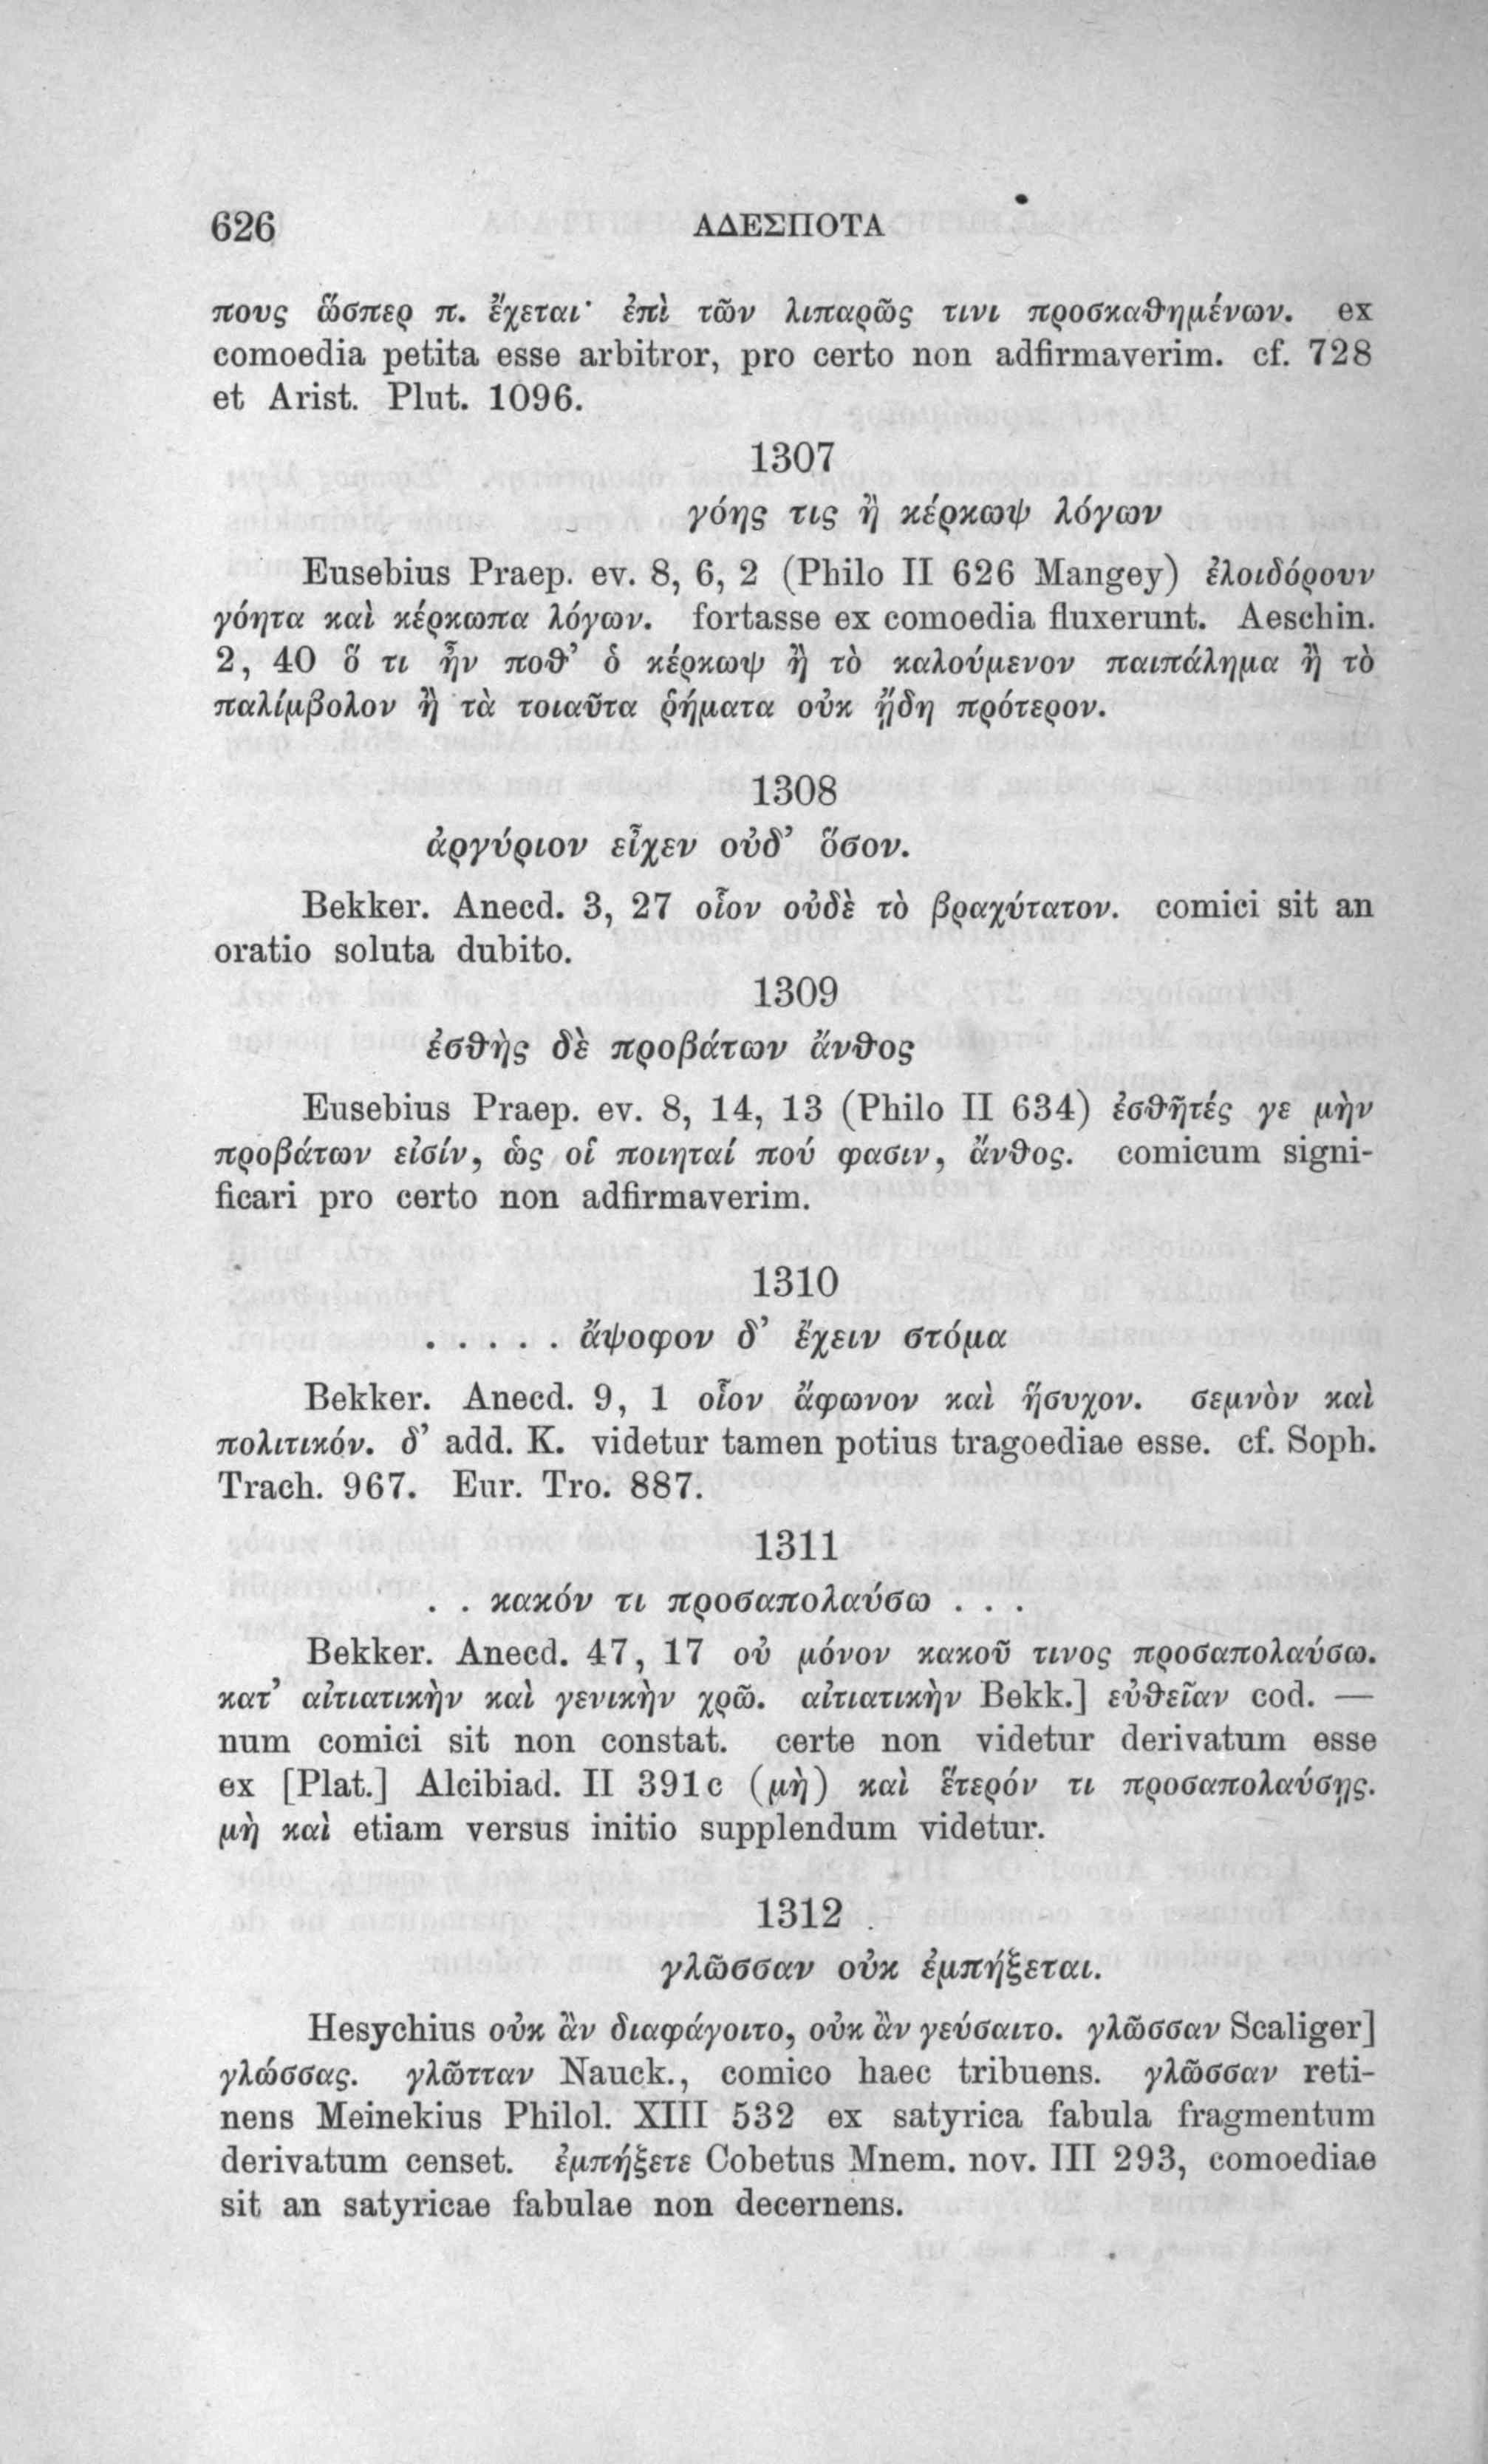 626 ΑΔΕΣΠΟΤΑ
πους ὥσπερ π. ἔχεται· ἐπὶ τῶν λιπαρῶς τινι προσκαθημένων. ex
comoedia petita esse arbitror, pro certo non adfirmaverim. cf. 728
et Arist. Plut. 1096.
1307
γόης τις ἢ κέρκωψ λόγων
Eusebius Praep. ev. 8, 6, 2 (Philo II 626 Mangey) ἐλοιδόρουν
γόητα καὶ κέρκωπα λόγων. fortasse ex comoedia fluxerunt. Aeschin.
2, 40 ὅ τι ἦν ποθ’ ὁ κέρκωψ ἢ τὸ καλούμενον παιπάλημα ἢ τὸ
παλίμβολον ἢ τὰ τοιαῦτα ῥήματα οὐκ ᾔδη πρότερον.
1308
ἀργύριον εἶχεν οὐδ’ ὅσον.
Bekker. Anecd. 3, 27 οἷον οὐδὲ τὸ βραχύτατον. comici sit an
oratio soluta dubito.
1309
ἐσθὴς δὲ προβάτων ἄνθος
Eusebius Praep. ev. 8, 14, 13 (Philo II 634) ἐσθῆτές γε μὴν
προβάτων εἰσίν, ὡς οἱ ποιηταί πού φασιν, ἄνθος. comicum signi-
ficari pro certo non adfirmaverim.
1310
. . . . . ἄψοφον δ’ ἔχειν στόμα
Bekker. Anecd. 9, 1 οἷον ἄφωνον καὶ ἥσυχον. σεμνὸν καὶ
πολιτικόν. δ’ add. K. videtur tamen potius tragoediae esse. cf. Soph.
Trach. 967. Eur. Tro. 887.
1311
. . κακόν τι προσαπολαύσω . . .
Bekker. Anecd. 47, 17 οὐ μόνον κακοῦ τινος προσαπολαύσω.
κατ’ αἰτιατικὴν καὶ γενικὴν χρῶ. αἰτιατικὴν Bekk.] εὐθεῖαν cod. —
num comici sit non constat. certe non videtur derivatum esse
ex [Plat.] Alcibiad. II 391c (μὴ) καὶ ἕτερόν τι προσαπολαύσῃς.
μὴ καὶ etiam versus initio supplendum videtur.
1312
γλῶσσαν οὐκ ἐμπήξεται.
Hesychius οὐκ ἂν διαφάγοιτο, οὐκ ἂν γεύσαιτο. γλῶσσαν Scaliger]
γλώσσας. γλῶτταν Nauck., comico haec tribuens. γλῶσσαν reti-
nens Meinekius Philol. XIII 532 ex satyrica fabula fragmentum
derivatum censet. ἐμπήξετε Cobetus Mnem. nov. III 293, comoediae
sit an satyricae fabulae non decernens.